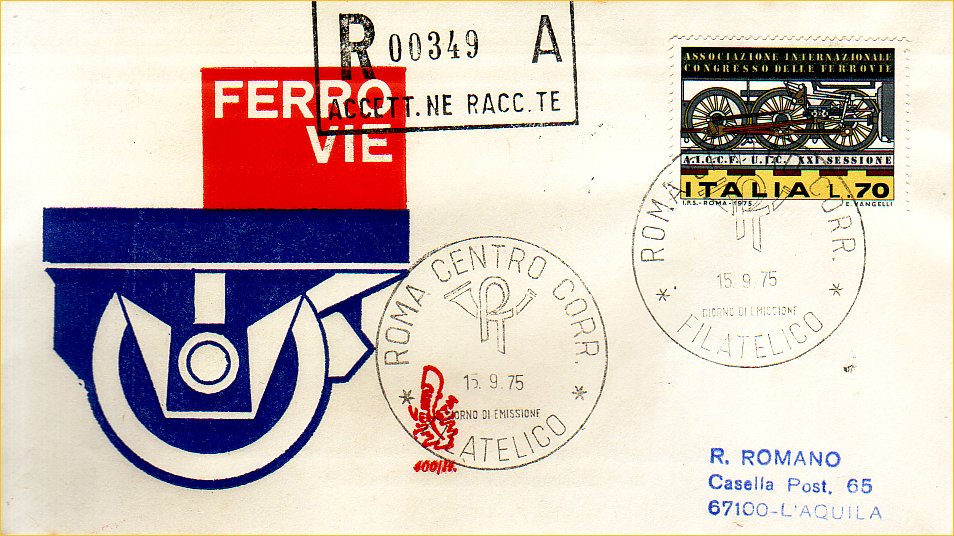 R 00349 A
ACCETT.NE RACC.TE
FERRO
VIE
ASSOCIAZIONE INTERNAZIONALE
CONGRESSO DELLE FERROVIE
A.I.C.C.F. - U.I.C. XXI SESSIONE
ITALIA L.70
I.P.S.-ROMA-1975 E. VANGELLI
ROMA CORR.
15.9.75
GIORNO DI EMISSIONE
* FILATELICO *
ROMA CENTRO CORR.
15.9.75
GIORNO DI EMISSIONE
* FILATELICO *
400/IT.
R. ROMANO
Casella Post. 65
67100-L'AQUILA